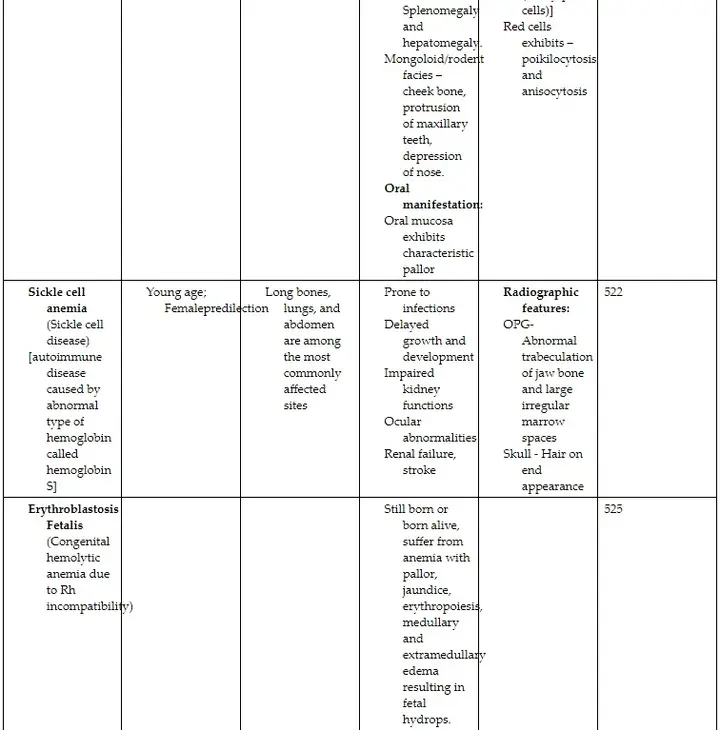 Splenomegaly
and
hepatomegaly.
Mongoloid/rodent
facies –
cheek bone,
protrusion
of maxillary
teeth,
depression
of nose.
Oral
manifestation:
Oral mucosa
exhibits
characteristic
pallor
cells)]
Red cells
exhibits –
poikilocytosis
and
anisocytosis
Sickle cell
anemia
(Sickle cell
disease)
[autoimmune
disease
caused by
abnormal
type of
hemoglobin
called
hemoglobin
S]
Young age;
Femalepredilection
Long bones,
lungs, and
abdomen
are among
the most
commonly
affected
sites
Prone to
infections
Delayed
growth and
development
Impaired
kidney
functions
Ocular
abnormalities
Renal failure,
stroke
Radiographic
features:
OPG-
Abnormal
trabeculation
of jaw bone
and large
irregular
marrow
spaces
Skull - Hair on
end
appearance
522
Erythroblastosis
Fetalis
(Congenital
hemolytic
anemia due
to Rh
incompatibility)
Still born or
born alive,
suffer from
anemia with
pallor,
jaundice,
erythropoiesis,
medullary
and
extramedullary
edema
resulting in
fetal
hydrops.
525